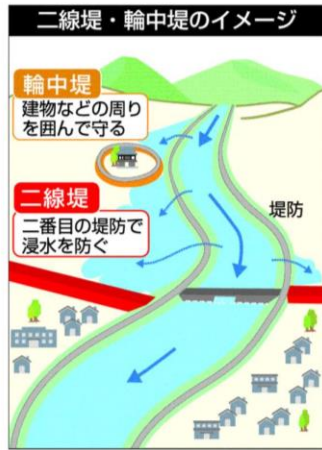 二線堤・輪中堤のイメージ
輪中堤
建物などの周り
を囲んで守る
二線堤
二番目の堤防で
浸水を防ぐ
堤防